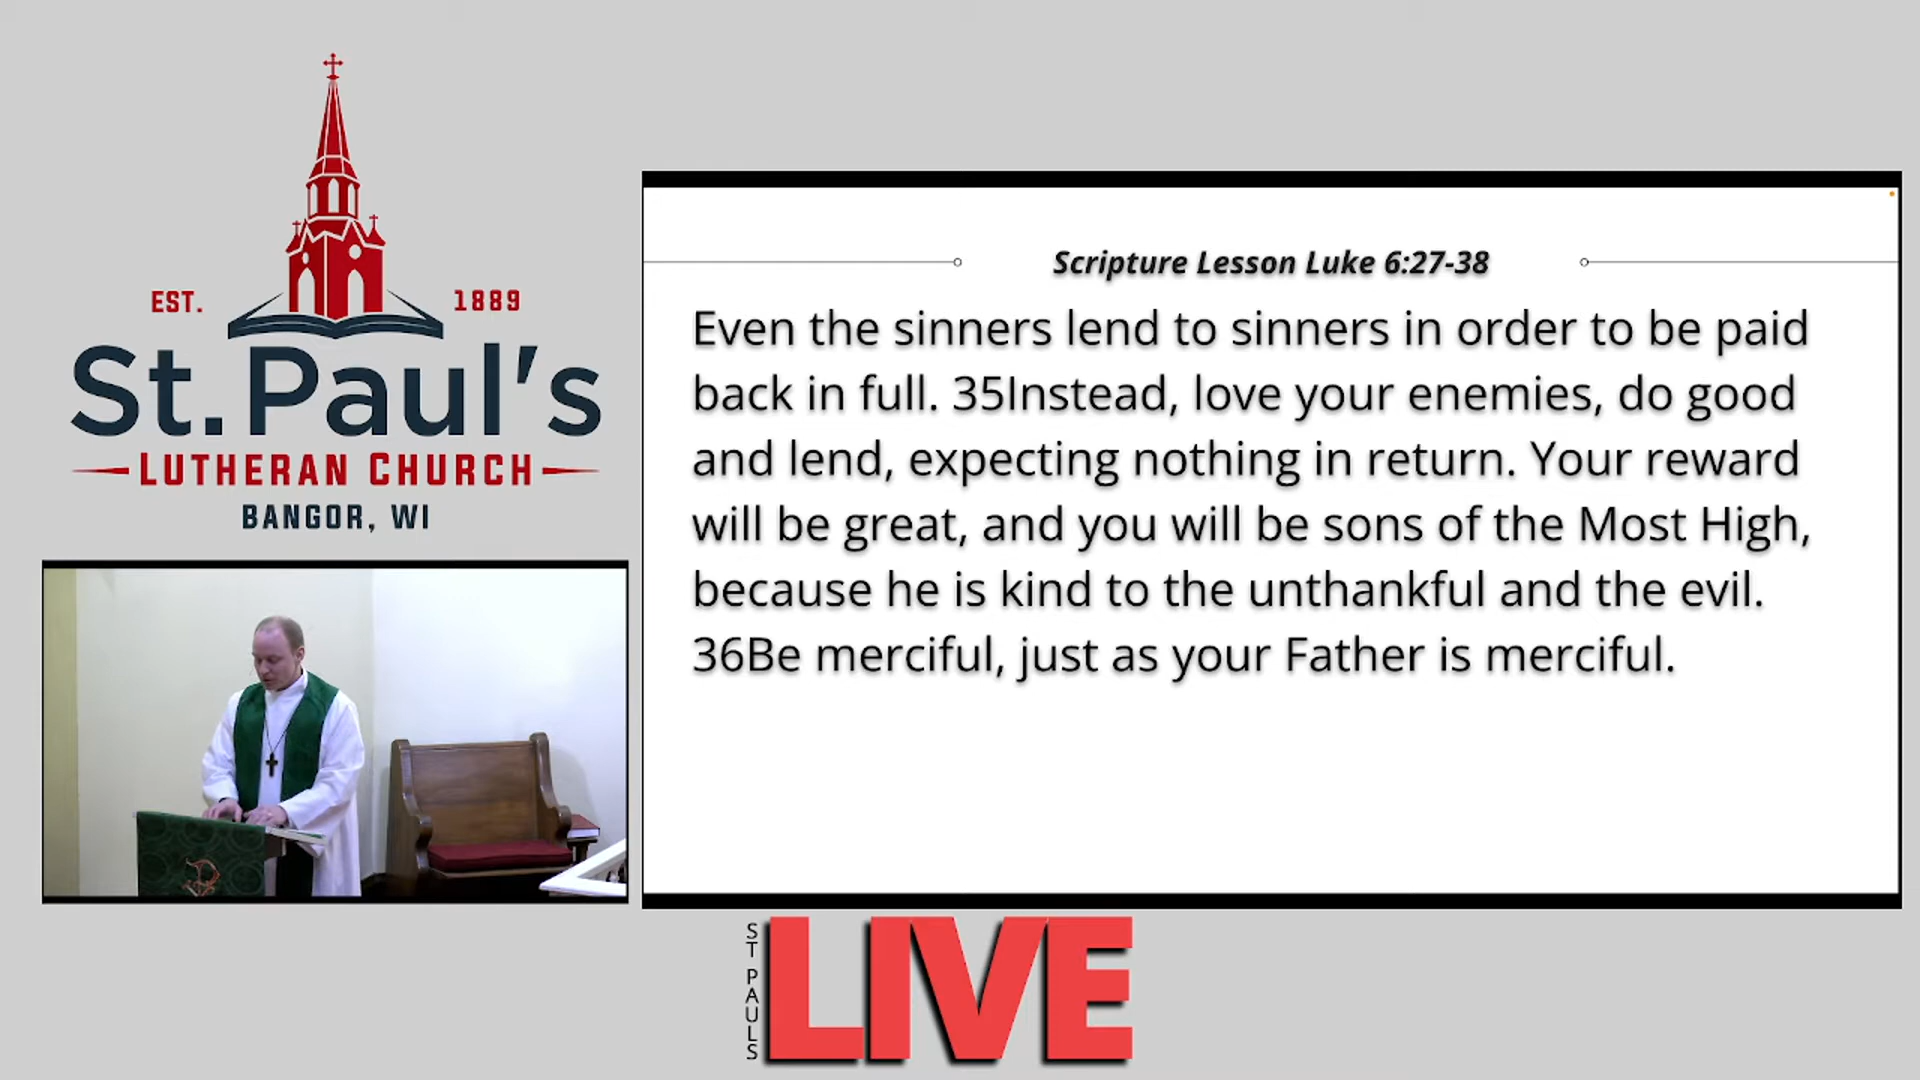 EST. 1889
St. Paul's
LUTHERAN CHURCH
BANGOR, WI
Scripture Lesson Luke 6:27-38
Even the sinners lend to sinners in order to be paid
back in full. 35Instead, love your enemies, do good
and lend, expecting nothing in return. Your reward
will be great, and you will be sons of the Most High,
because he is kind to the unthankful and the evil.
36Be merciful, just as your Father is merciful.
ST PAULS
LIVE